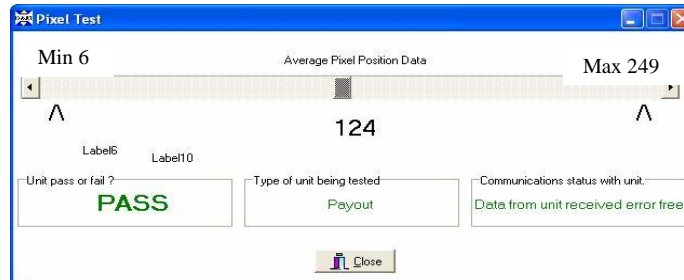 Pixel Test
Min 6
Average Pixel Position Data
Max 249
124
Label6
Label10
Unit pass or fail ?
Type of unit being tested
Communications status with unit.
PASS
Payout
Data from unit received error free
Close